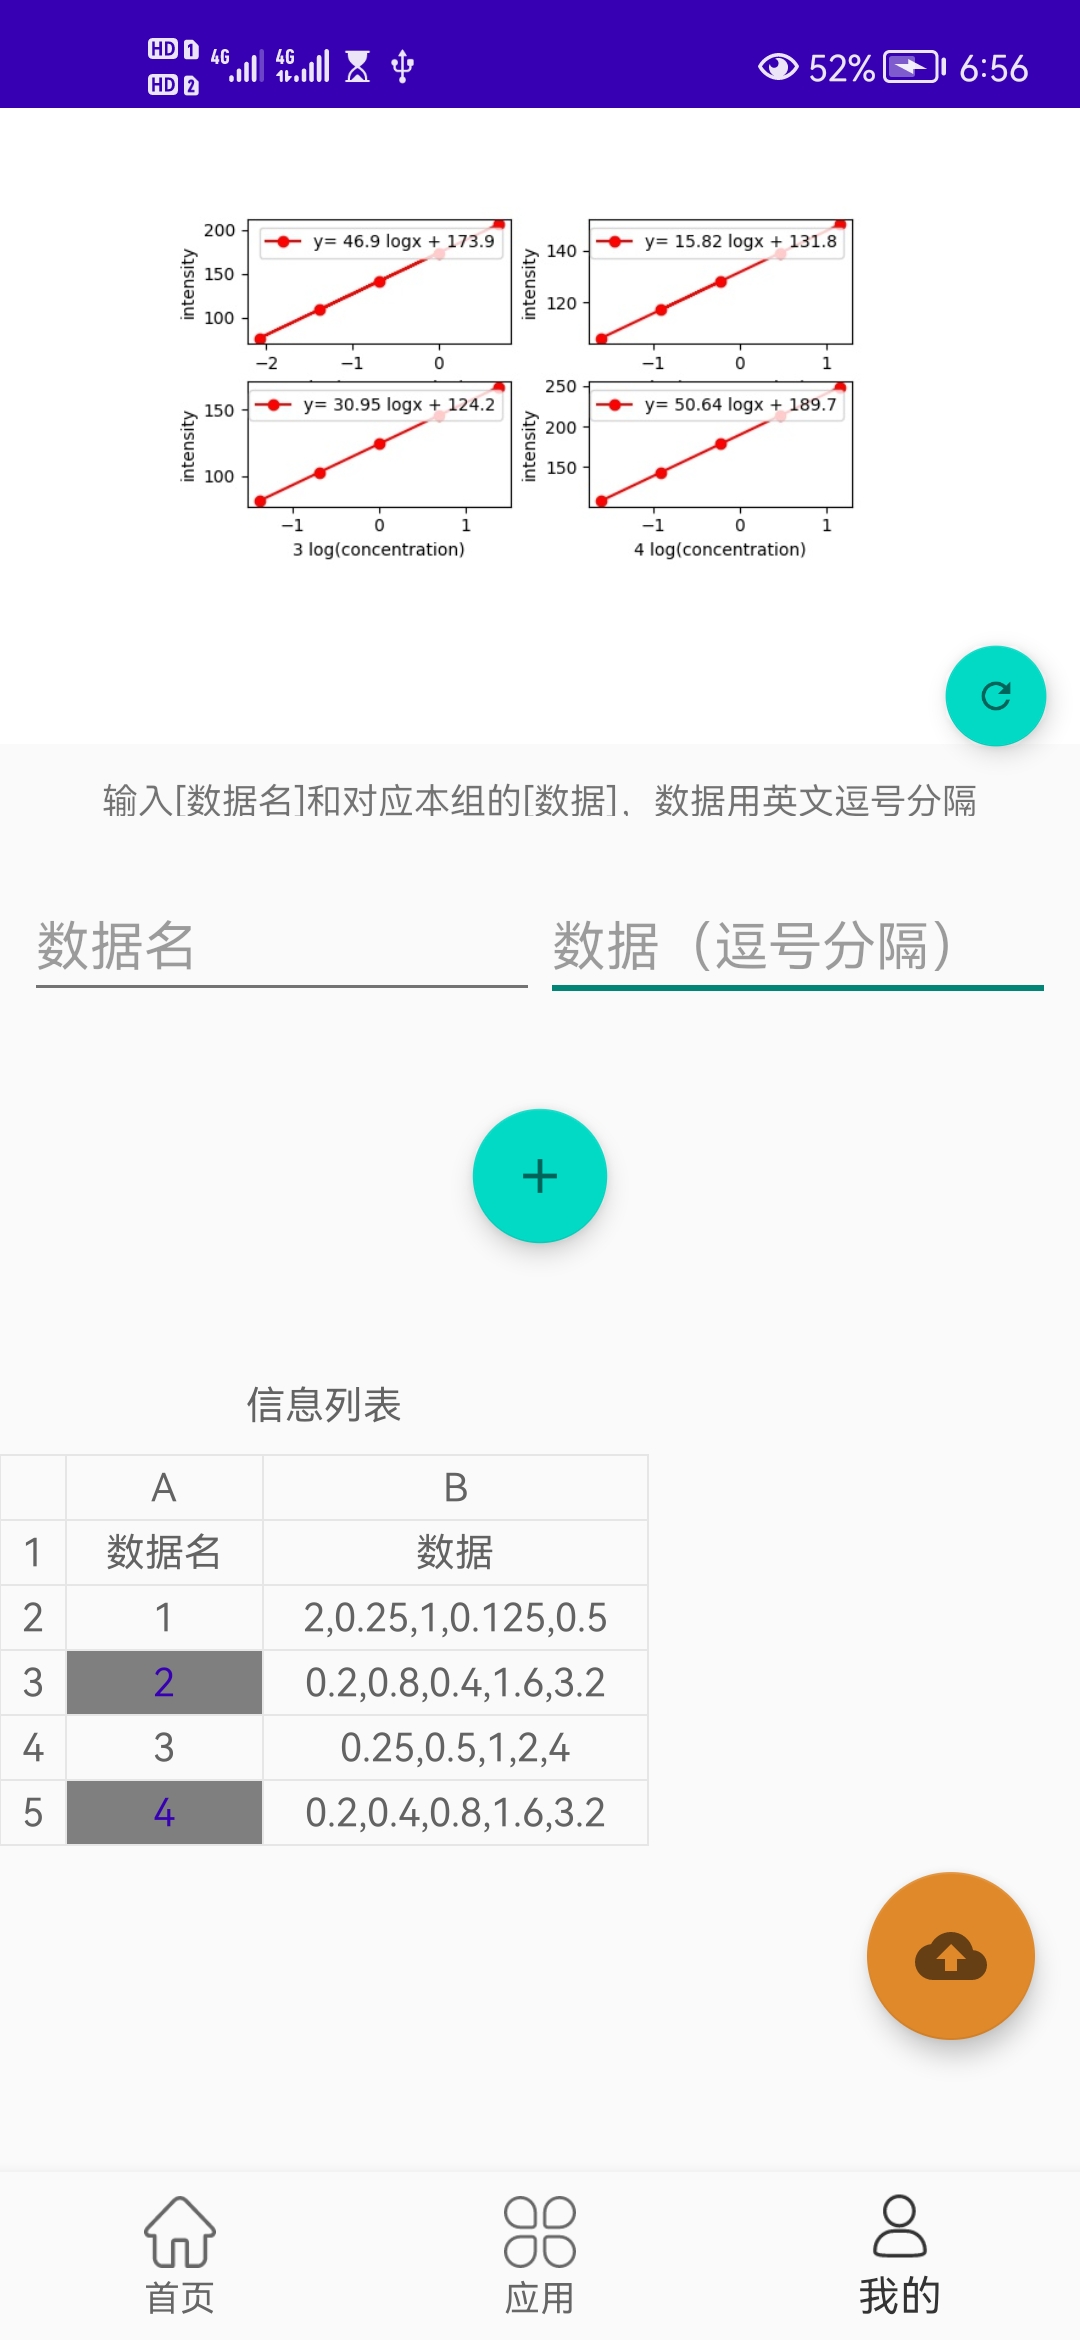 HD 1 4G 4G 52% 6:56
HD 2
200
150
100
intensity
y= 46.9 logx + 173.9
−2 −1 0
140
120
intensity
y= 15.82 logx + 131.8
−1 0 1
150
100
intensity
y= 30.95 logx + 124.2
−1 0 1
3 log(concentration)
250
200
150
intensity
y= 50.64 logx + 189.7
−1 0 1
4 log(concentration)
输入[数据名]和对应本组的[数据]，数据用英文逗号分隔
数据名 数据（逗号分隔）
信息列表
A B
1 数据名 数据
2 1 2,0.25,1,0.125,0.5
3 2 0.2,0.8,0.4,1.6,3.2
4 3 0.25,0.5,1,2,4
5 4 0.2,0.4,0.8,1.6,3.2
首页 应用 我的